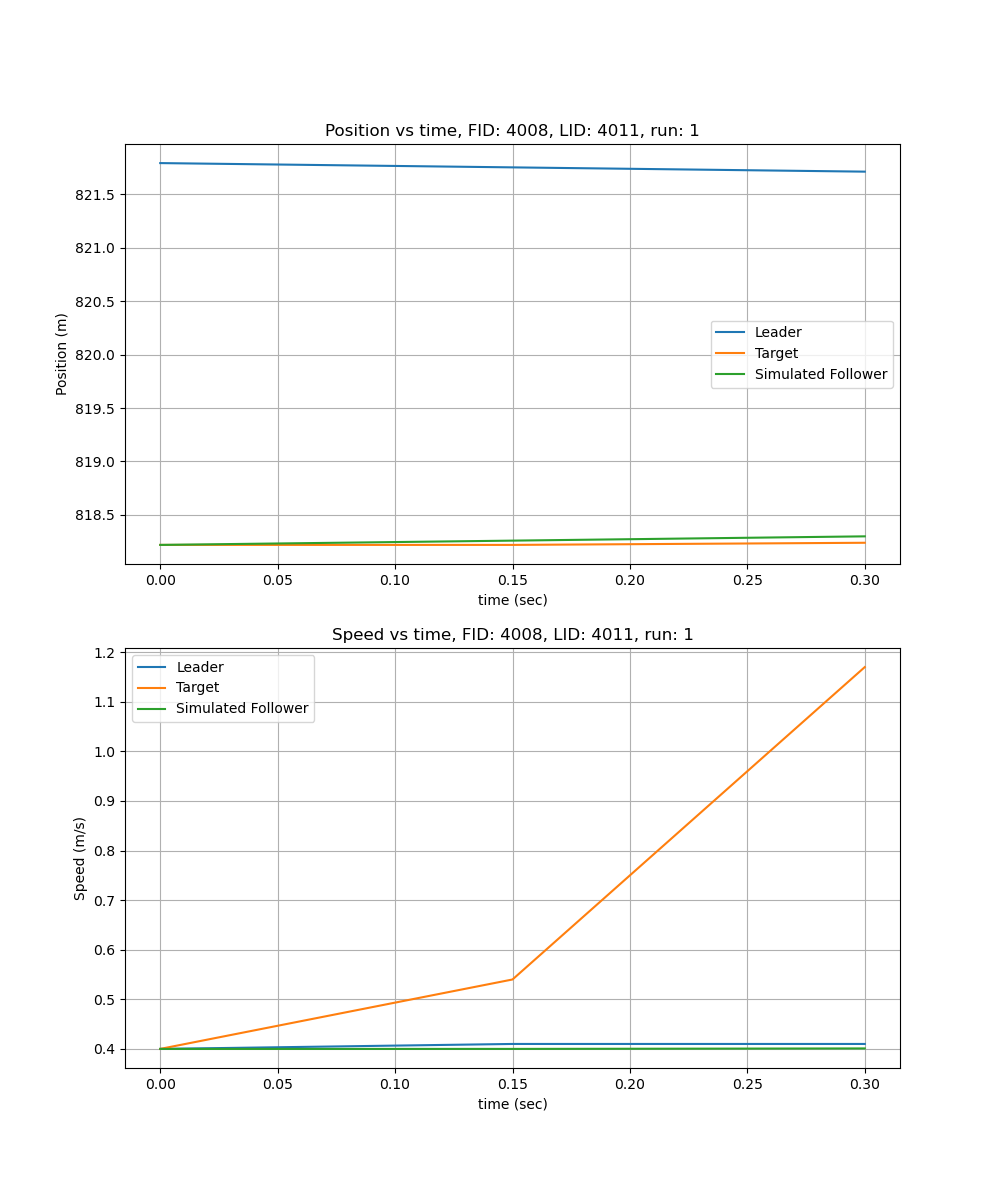 Position vs time, FID: 4008, LID: 4011, run: 1
821.5
821.0
820.5
820.0
819.5
819.0
818.5
Position (m)
Leader
Target
Simulated Follower
0.00 0.05 0.10 0.15 0.20 0.25 0.30
time (sec)
Speed vs time, FID: 4008, LID: 4011, run: 1
1.2
1.1
1.0
0.9
0.8
0.7
0.6
0.5
0.4
Speed (m/s)
Leader
Target
Simulated Follower
0.00 0.05 0.10 0.15 0.20 0.25 0.30
time (sec)